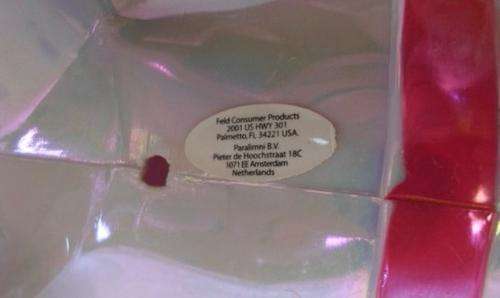 Feld Consumer Products
2001 US HWY 301
Palmetto, FL 34221 USA.
Paralimni B.V.
Pieter de Hoochstraat 18C
1071 EE Amsterdam
Netherlands